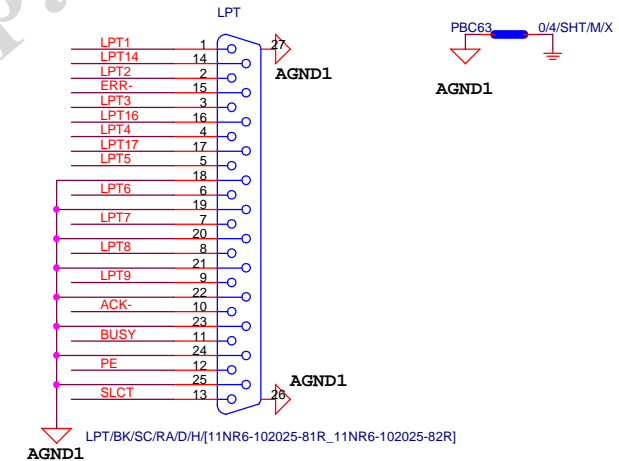 LPT
PBC63 0/4/SHT/M/X
AGND1
LPT1 1 27
LPT14 14
AGND1
LPT2 2
ERR- 15
LPT3 3
LPT16 16
LPT4 4
LPT17 17
LPT5 5
18
LPT6 6
19
LPT7 7
20
LPT8 8
21
LPT9 9
22
ACK- 10
23
BUSY 11
24
PE 12
25
AGND1
SLCT 13 26
LPT/BK/SC/RA/D/H/[11NR6-102025-81R_11NR6-102025-82R]
AGND1